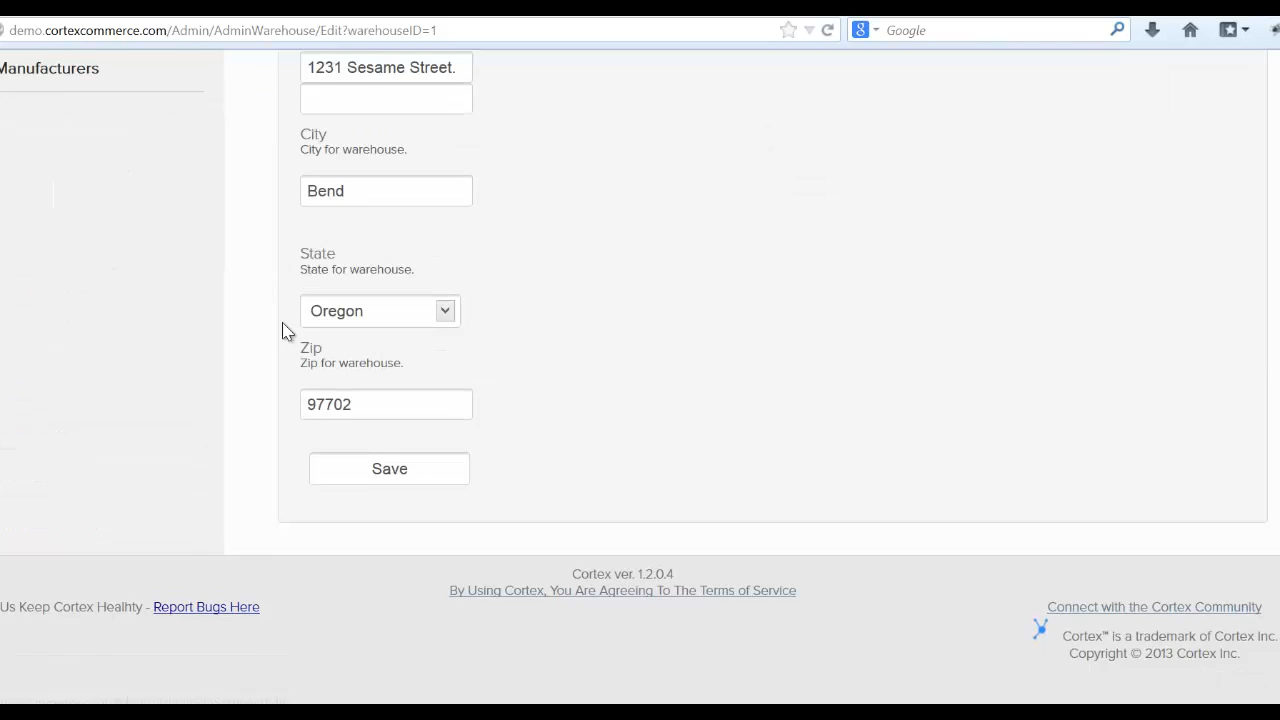 demo.cortexcommerce.com/Admin/AdminWarehouse/Edit?warehouseID=1
Google
Manufacturers
1231 Sesame Street.
City
City for warehouse.
Bend
State
State for warehouse.
Oregon
Zip
Zip for warehouse.
97702
Save
Cortex ver. 1.2.0.4
By Using Cortex, You Are Agreeing To The Terms of Service
Us Keep Cortex Healhty - Report Bugs Here
Connect with the Cortex Community
Cortex™ is a trademark of Cortex Inc.
Copyright © 2013 Cortex Inc.